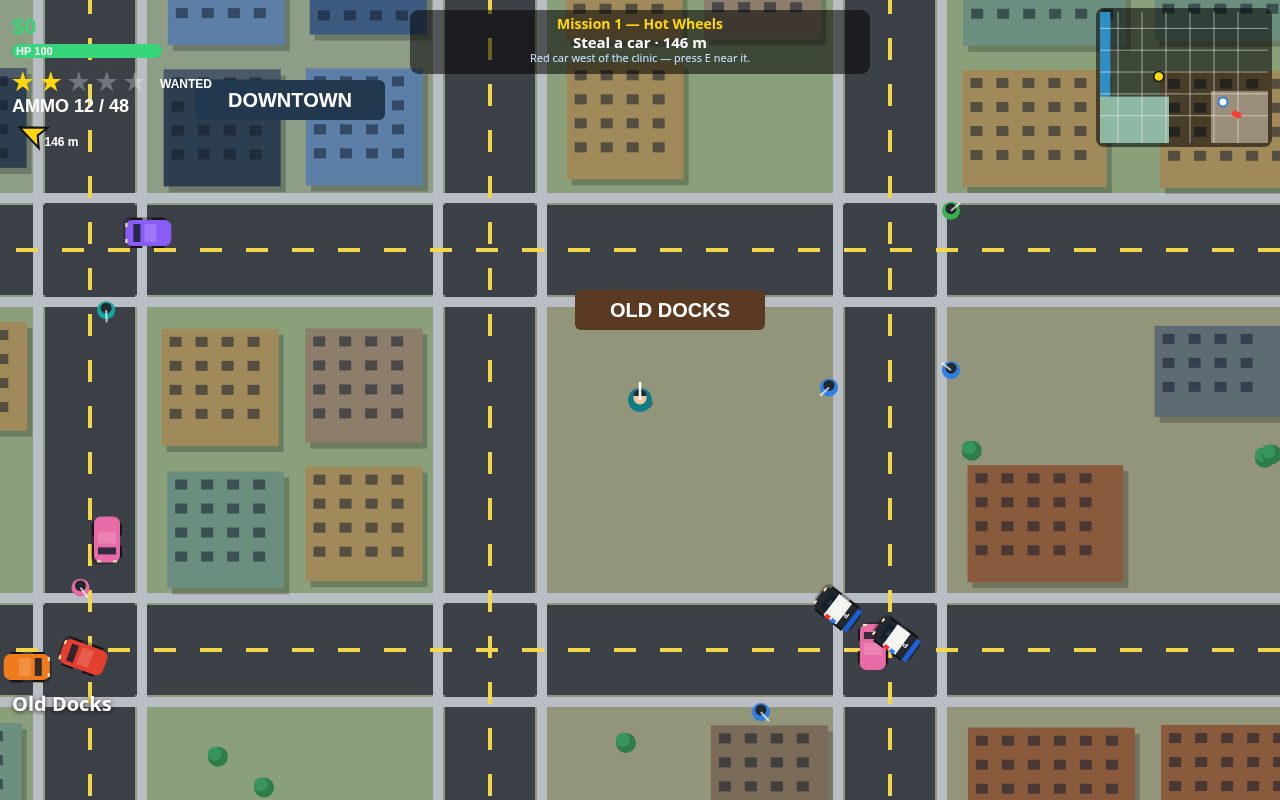 $0
HP 100
WANTED
AMMO 12 / 48
146 m
Mission 1 — Hot Wheels
Steal a car · 146 m
Red car west of the clinic — press E near it.
DOWNTOWN
OLD DOCKS
Old Docks